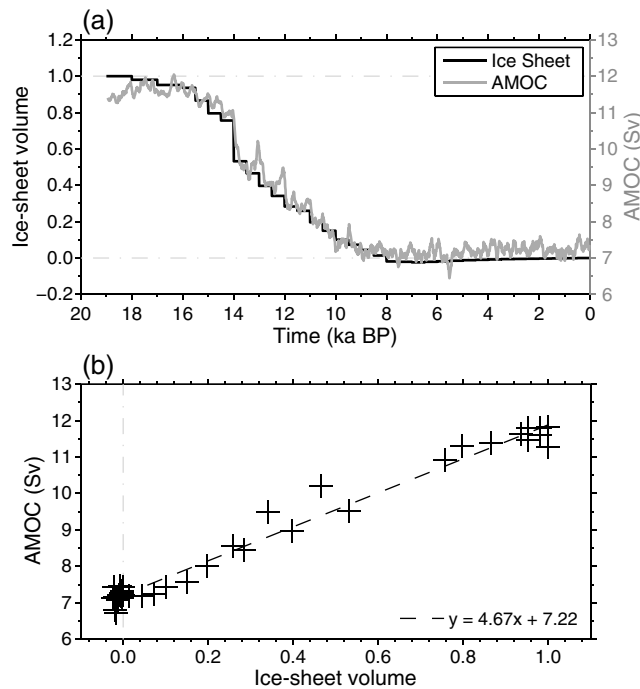 (a)
1.2
1.0
0.8
0.6
0.4
0.2
0.0
−0.2
Ice-sheet volume
Ice Sheet
AMOC
13
12
11
10
9
8
7
6
AMOC (Sv)
20 18 16 14 12 10 8 6 4 2 0
Time (ka BP)
(b)
13
12
11
10
9
8
7
6
AMOC (Sv)
y = 4.67x + 7.22
0.0 0.2 0.4 0.6 0.8 1.0
Ice-sheet volume